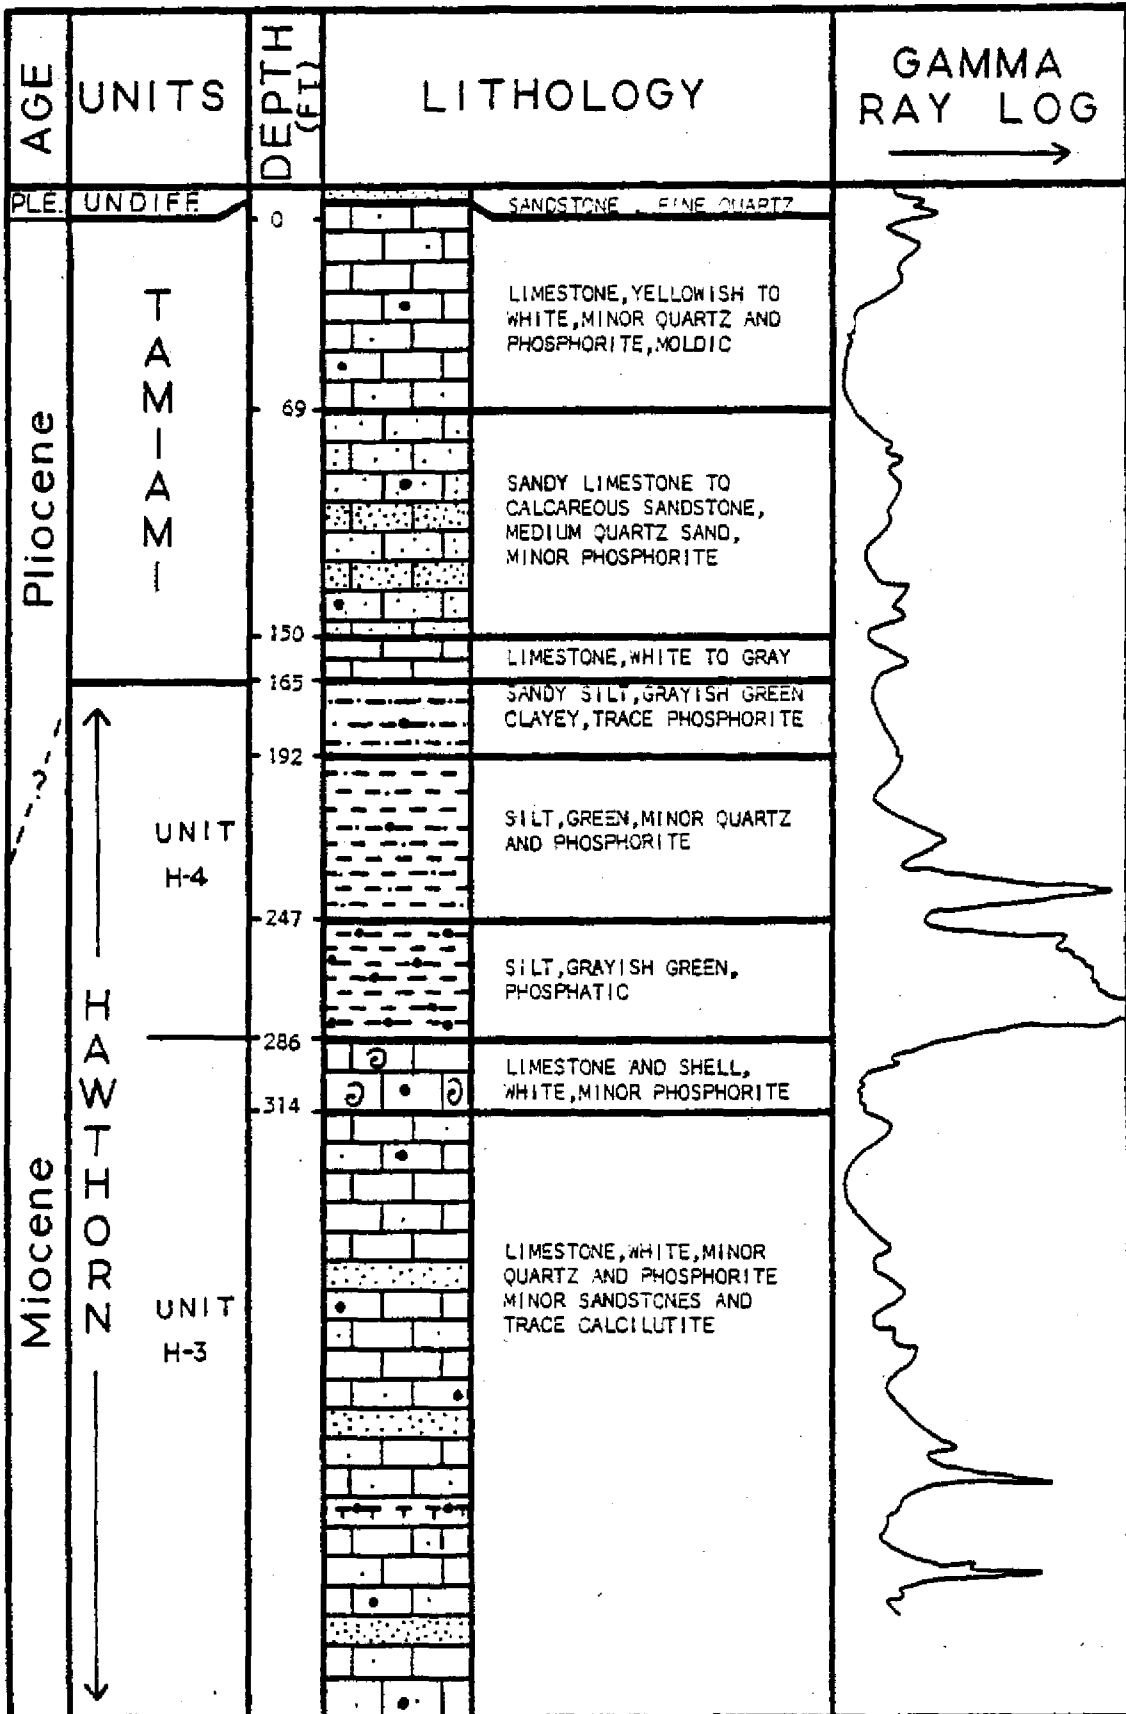 AGE
UNITS
DEPTH
(FT)
LITHOLOGY
GAMMA
RAY LOG
PLE.
UNDIFF
SANDSTONE, FINE QUARTZ
0
Pliocene
TAMIAMI
LIMESTONE, YELLOWISH TO
WHITE, MINOR QUARTZ AND
PHOSPHORITE, MOLDIC
69
SANDY LIMESTONE TO
CALCAREOUS SANDSTONE,
MEDIUM QUARTZ SAND,
MINOR PHOSPHORITE
150
LIMESTONE, WHITE TO GRAY
165
SANDY SILT, GRAYISH GREEN
CLAYEY, TRACE PHOSPHORITE
192
?
UNIT
H-4
SILT, GREEN, MINOR QUARTZ
AND PHOSPHORITE
247
SILT, GRAYISH GREEN,
PHOSPHATIC
286
LIMESTONE AND SHELL,
WHITE, MINOR PHOSPHORITE
314
Miocene
HAWTHORN
UNIT
H-3
LIMESTONE, WHITE, MINOR
QUARTZ AND PHOSPHORITE
MINOR SANDSTONES AND
TRACE CALCILUTITE